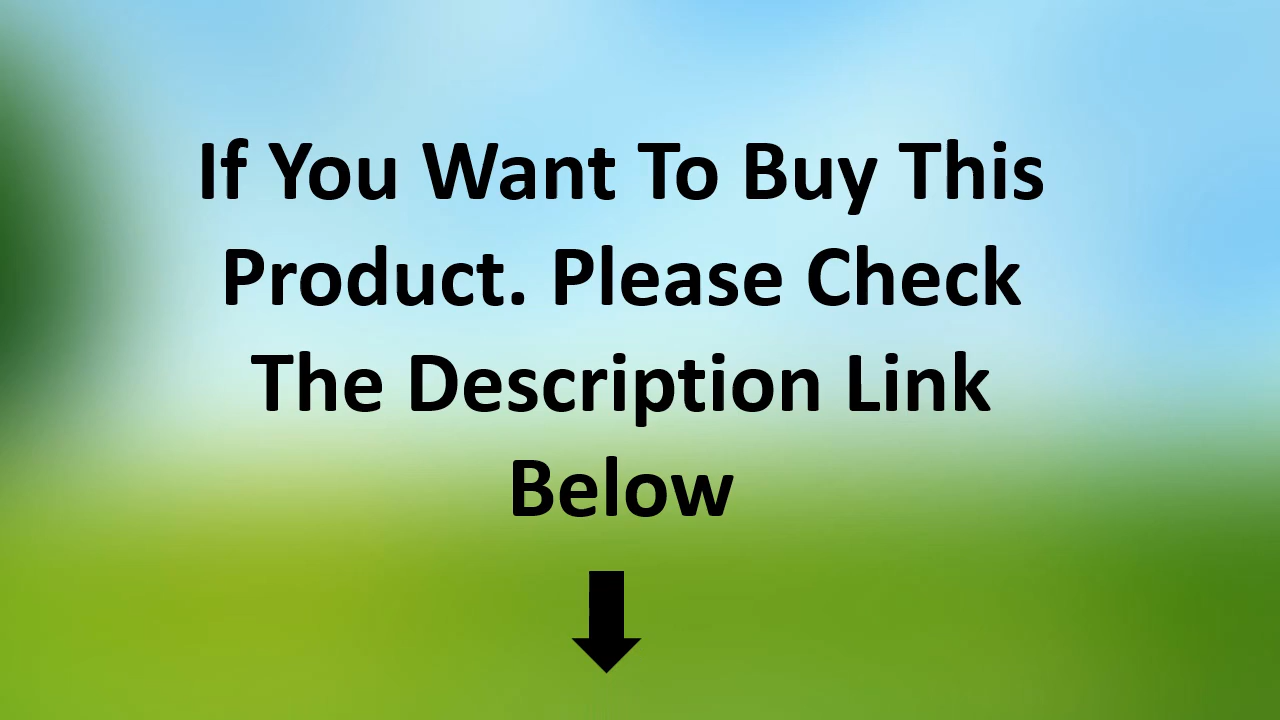 If You Want To Buy This
Product. Please Check
The Description Link
Below